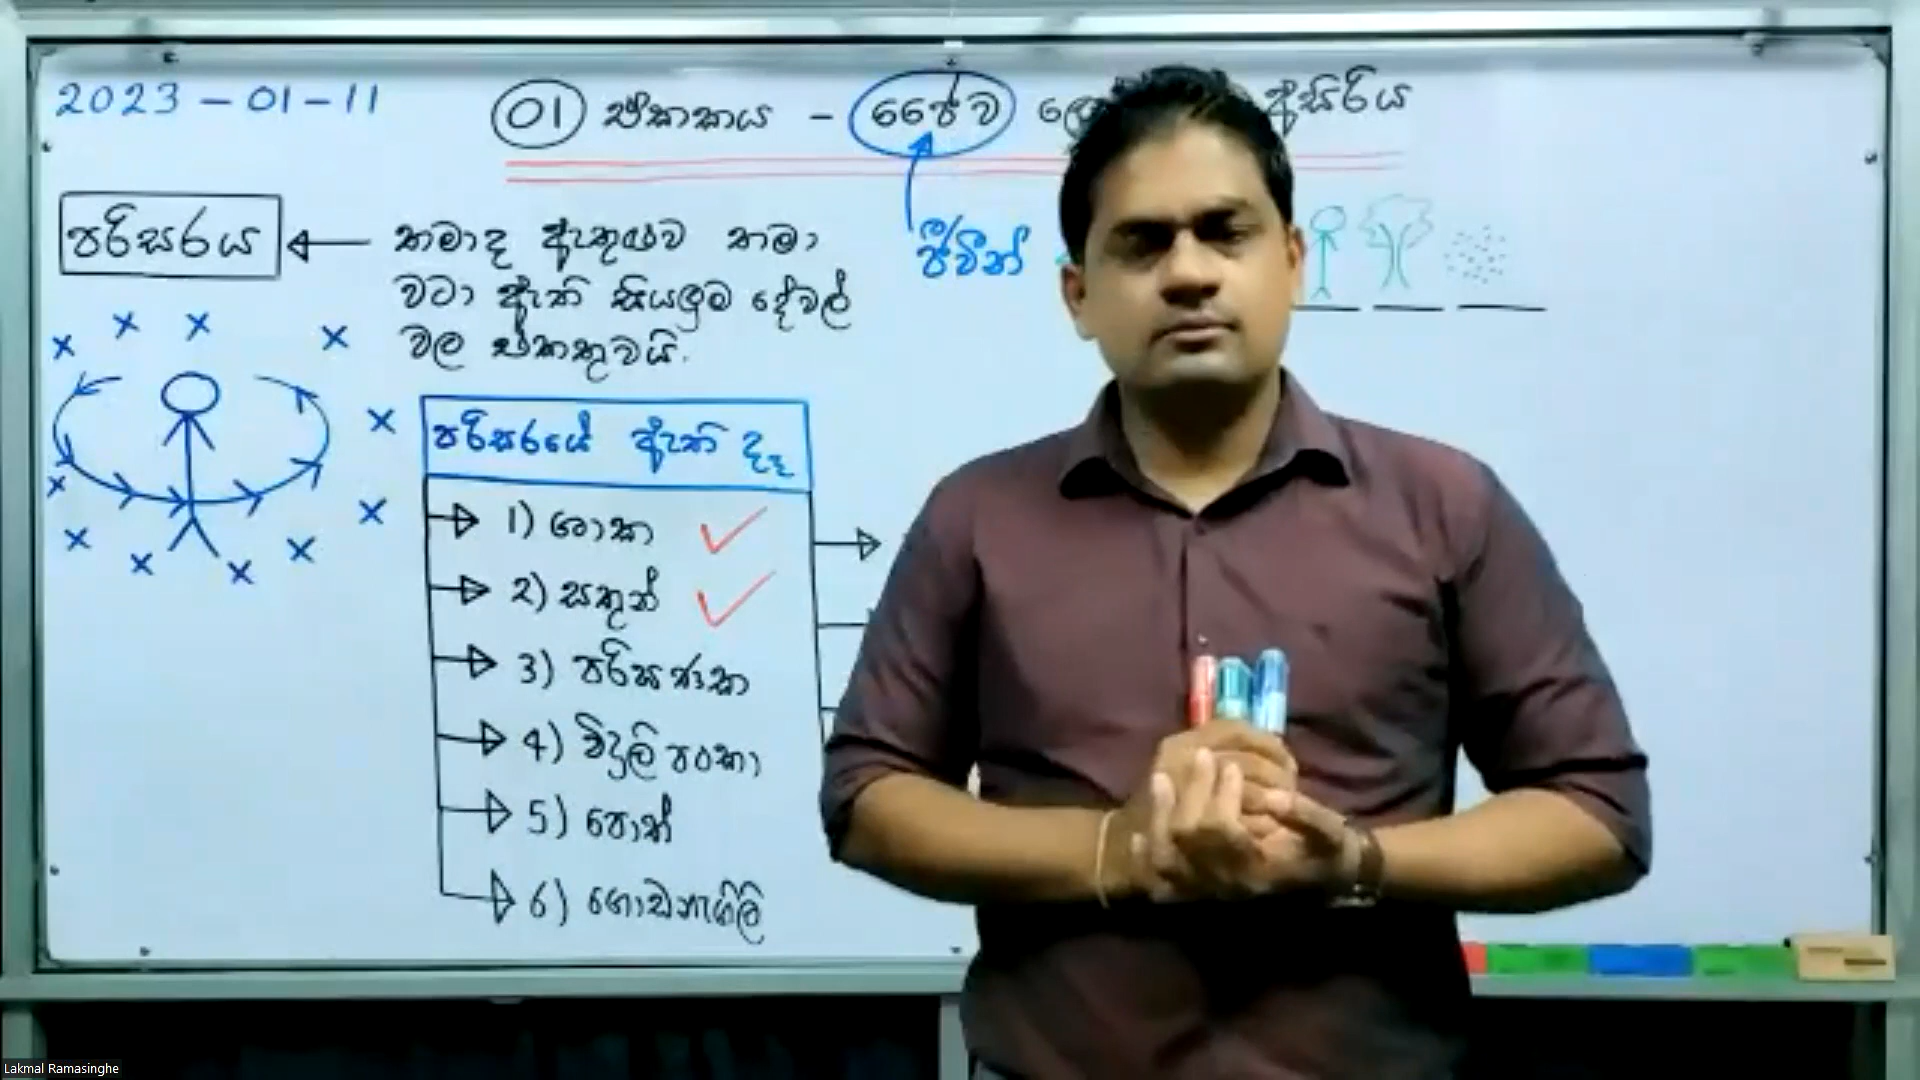 2023-01-11
01 ඒකකය - ජෛව අසිරිය
පරිසරය
තමාද ඇතුළුව තමා
වටා ඇති සියලුම දේවල්
වල එකතුවයි.
ජීවීන්
පරිසරයේ ඇති දෑ
1) ගොක
2) සතුන්
3) පරිගණක
4) විදුලි පංකා
5) පොත්
6) ගොඩනැගිලි
Lakmal Ramasinghe